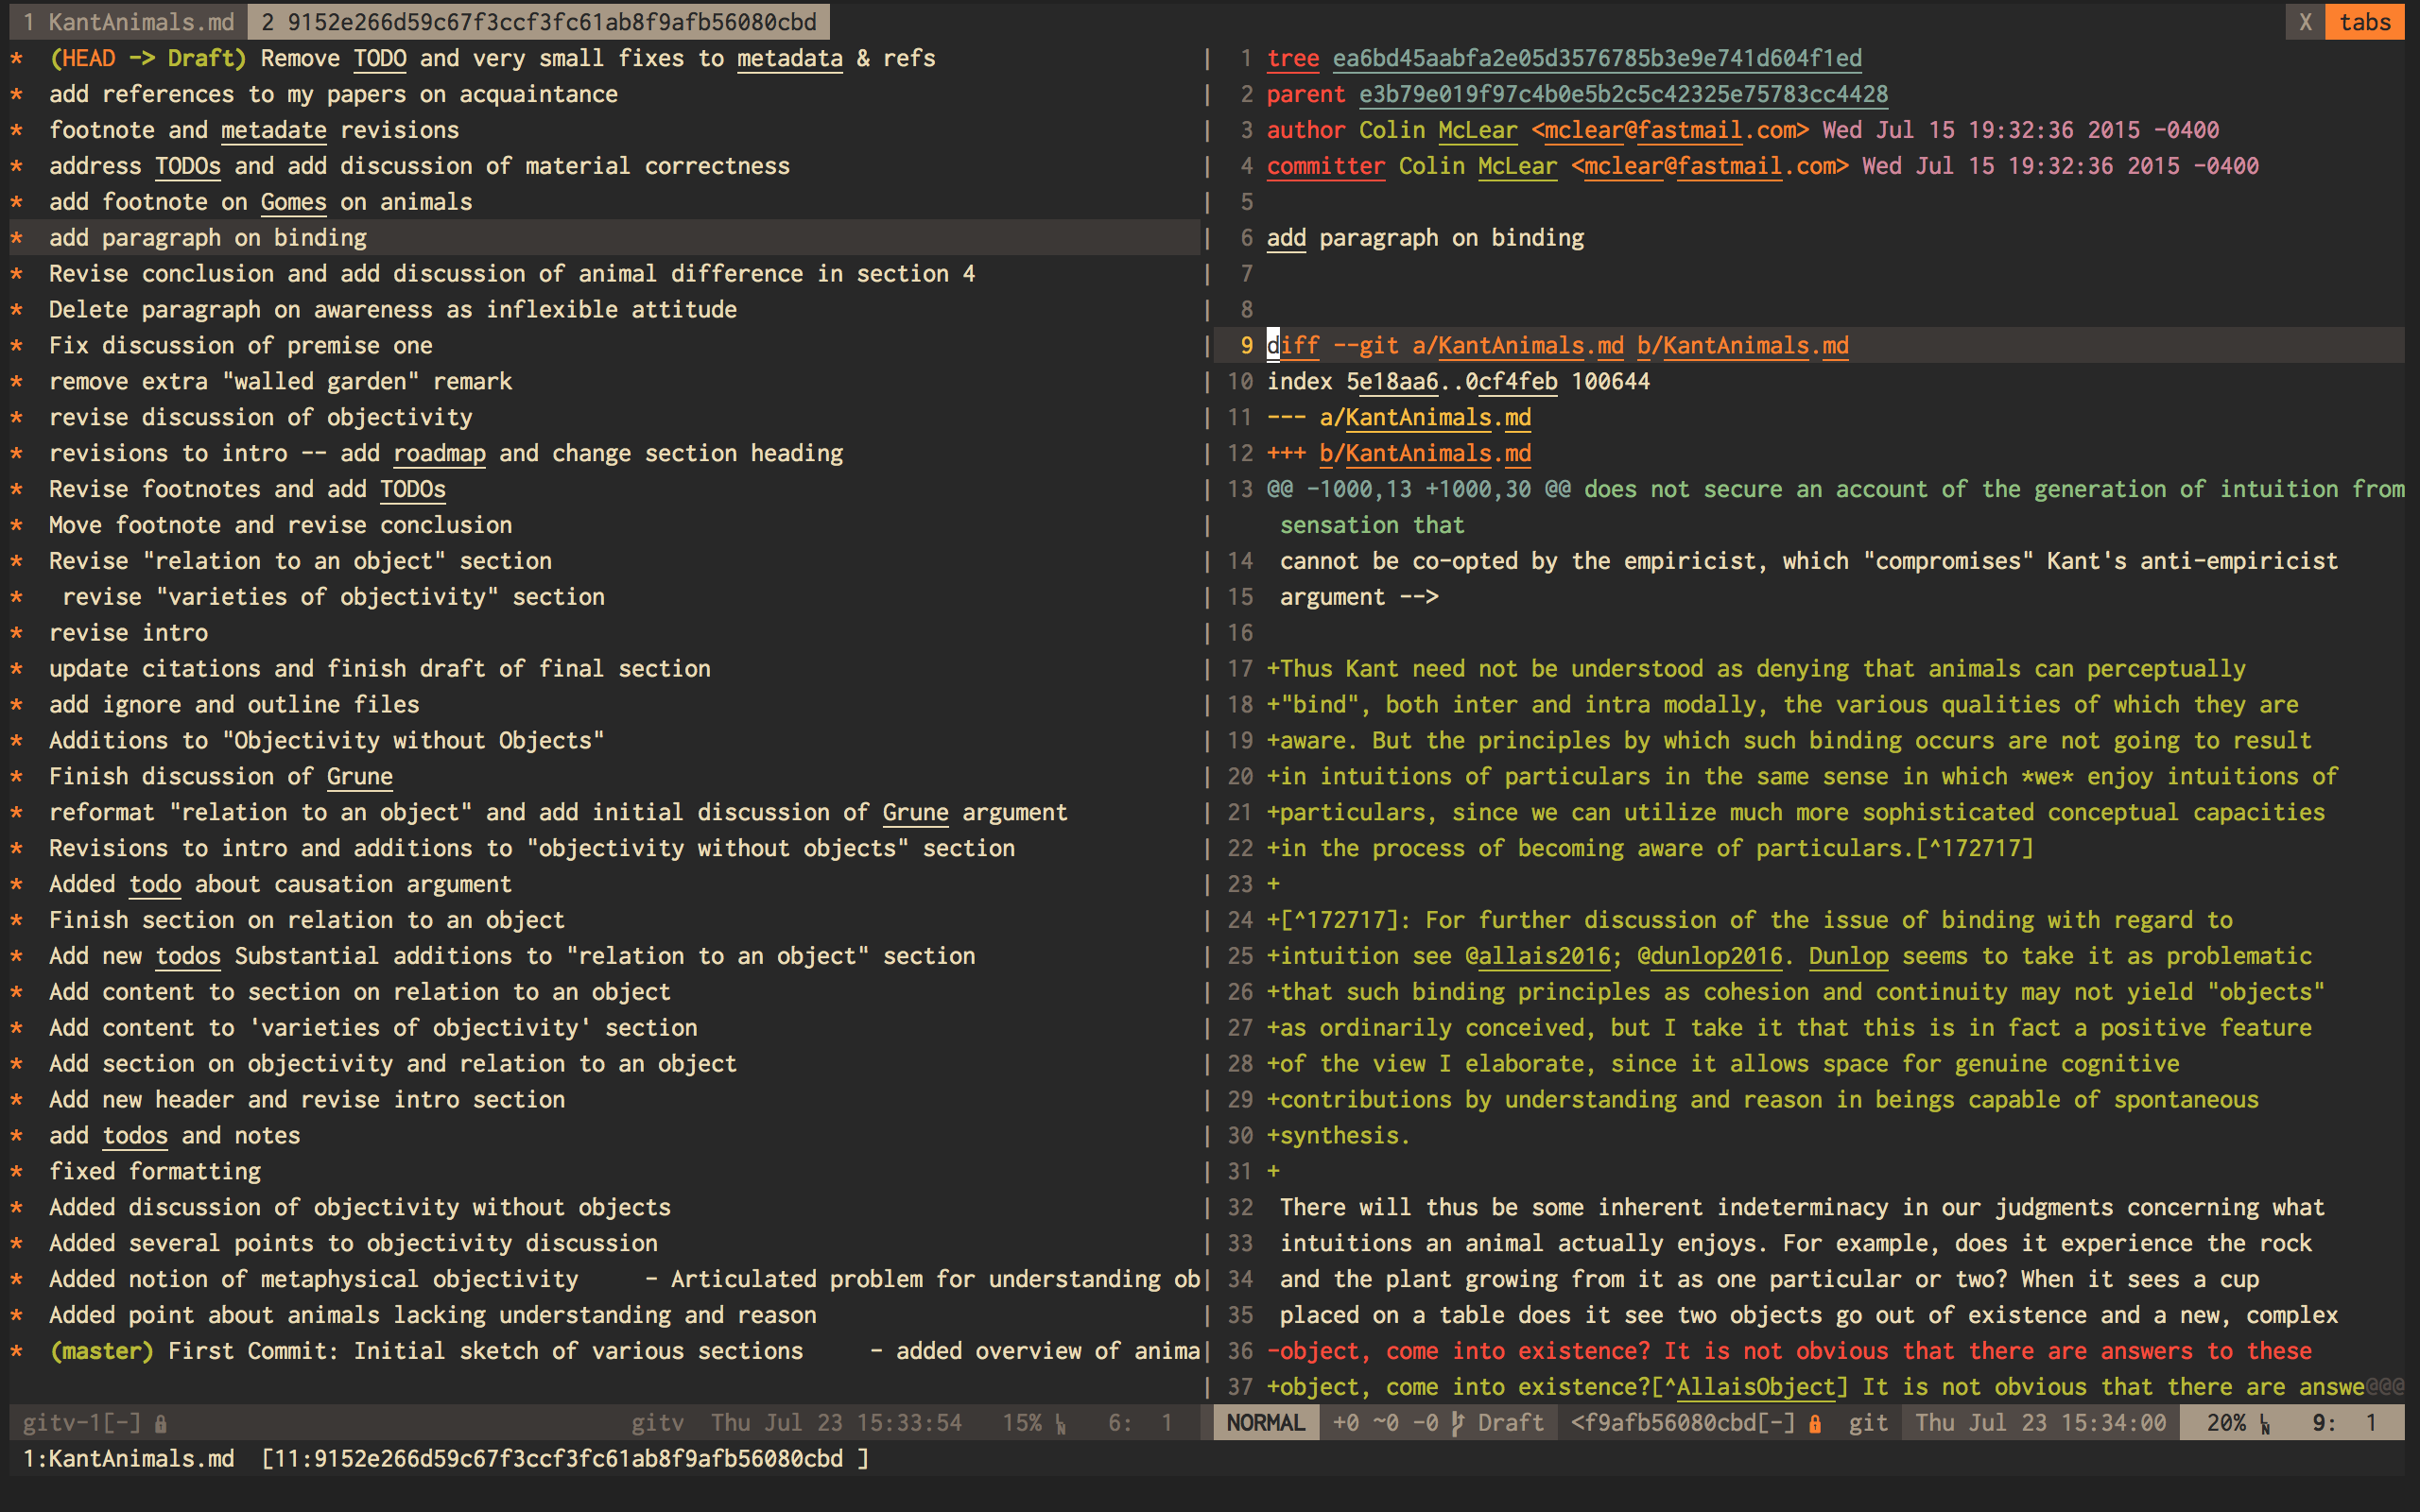 1 KantAnimals.md 2 9152e266d59c67f3ccf3fc61ab8f9afb56080cbd X tabs
* (HEAD -> Draft) Remove TODO and very small fixes to metadata & refs
* add references to my papers on acquaintance
* footnote and metadate revisions
* address TODOs and add discussion of material correctness
* add footnote on Gomes on animals
* add paragraph on binding
* Revise conclusion and add discussion of animal difference in section 4
* Delete paragraph on awareness as inflexible attitude
* Fix discussion of premise one
* remove extra "walled garden" remark
* revise discussion of objectivity
* revisions to intro -- add roadmap and change section heading
* Revise footnotes and add TODOs
* Move footnote and revise conclusion
* Revise "relation to an object" section
* revise "varieties of objectivity" section
* revise intro
* update citations and finish draft of final section
* add ignore and outline files
* Additions to "Objectivity without Objects"
* Finish discussion of Grune
* reformat "relation to an object" and add initial discussion of Grune argument
* Revisions to intro and additions to "objectivity without objects" section
* Added todo about causation argument
* Finish section on relation to an object
* Add new todos Substantial additions to "relation to an object" section
* Add content to section on relation to an object
* Add content to 'varieties of objectivity' section
* Add section on objectivity and relation to an object
* Add new header and revise intro section
* add todos and notes
* fixed formatting
* Added discussion of objectivity without objects
* Added several points to objectivity discussion
* Added notion of metaphysical objectivity - Articulated problem for understanding ob
* Added point about animals lacking understanding and reason
* (master) First Commit: Initial sketch of various sections - added overview of anima
1 tree ea6bd45aabfa2e05d3576785b3e9e741d604f1ed
2 parent e3b79e019f97c4b0e5b2c5c42325e75783cc4428
3 author Colin McLear <mclear@fastmail.com> Wed Jul 15 19:32:36 2015 -0400
4 committer Colin McLear <mclear@fastmail.com> Wed Jul 15 19:32:36 2015 -0400
5
6 add paragraph on binding
7
8
9 diff --git a/KantAnimals.md b/KantAnimals.md
10 index 5e18aa6..0cf4feb 100644
11 --- a/KantAnimals.md
12 +++ b/KantAnimals.md
13 @@ -1000,13 +1000,30 @@ does not secure an account of the generation of intuition from
sensation that
14 cannot be co-opted by the empiricist, which "compromises" Kant's anti-empiricist
15 argument -->
16
17 +Thus Kant need not be understood as denying that animals can perceptually
18 +"bind", both inter and intra modally, the various qualities of which they are
19 +aware. But the principles by which such binding occurs are not going to result
20 +in intuitions of particulars in the same sense in which *we* enjoy intuitions of
21 +particulars, since we can utilize much more sophisticated conceptual capacities
22 +in the process of becoming aware of particulars.[^172717]
23 +
24 +[^172717]: For further discussion of the issue of binding with regard to
25 +intuition see @allais2016; @dunlop2016. Dunlop seems to take it as problematic
26 +that such binding principles as cohesion and continuity may not yield "objects"
27 +as ordinarily conceived, but I take it that this is in fact a positive feature
28 +of the view I elaborate, since it allows space for genuine cognitive
29 +contributions by understanding and reason in beings capable of spontaneous
30 +synthesis.
31 +
32 There will thus be some inherent indeterminacy in our judgments concerning what
33 intuitions an animal actually enjoys. For example, does it experience the rock
34 and the plant growing from it as one particular or two? When it sees a cup
35 placed on a table does it see two objects go out of existence and a new, complex
36 -object, come into existence? It is not obvious that there are answers to these
37 +object, come into existence?[^AllaisObject] It is not obvious that there are answe@@@
gitv-1[-] gitv Thu Jul 23 15:33:54 15% LN 6: 1
NORMAL +0 ~0 -0 Draft <f9afb56080cbd[-] git Thu Jul 23 15:34:00 20% LN 9: 1
1:KantAnimals.md [11:9152e266d59c67f3ccf3fc61ab8f9afb56080cbd ]